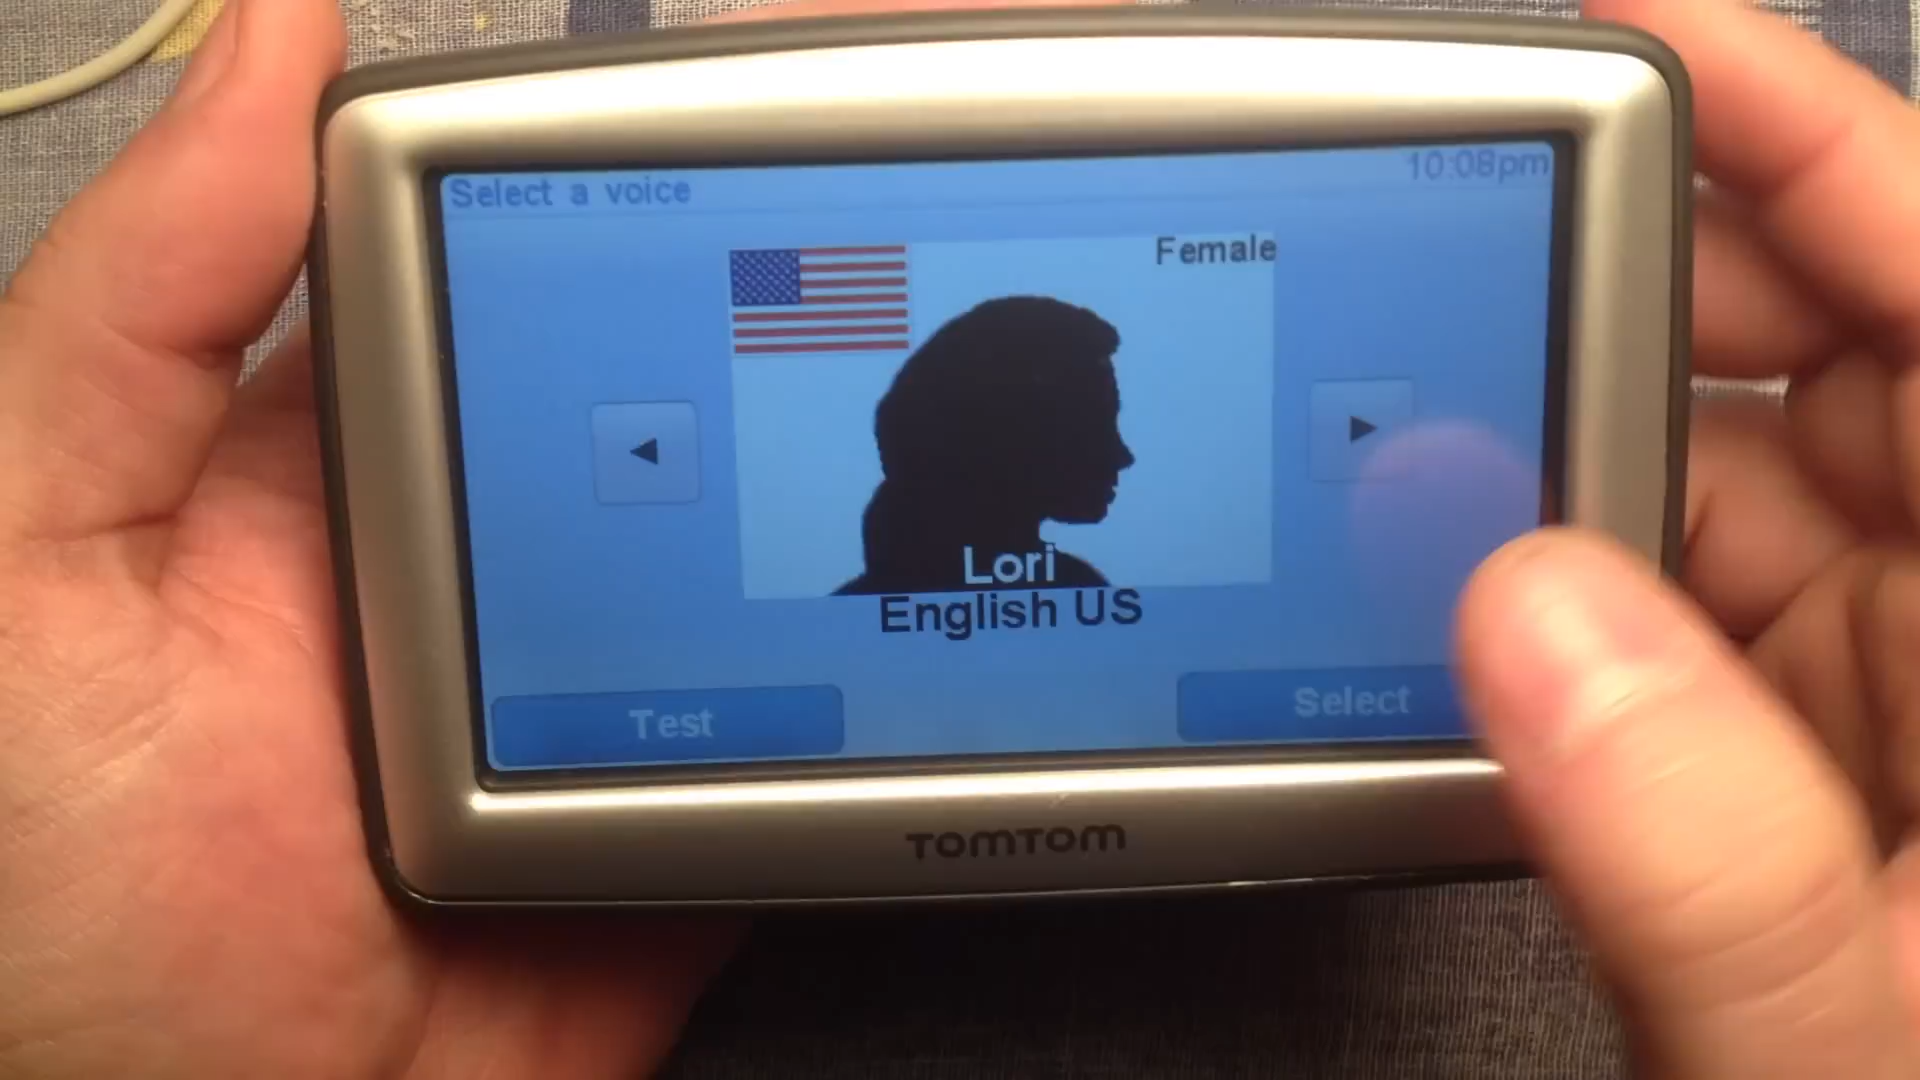 Select a voice
10:08pm
Female
Lori
English US
Test
Select
TOMTOM